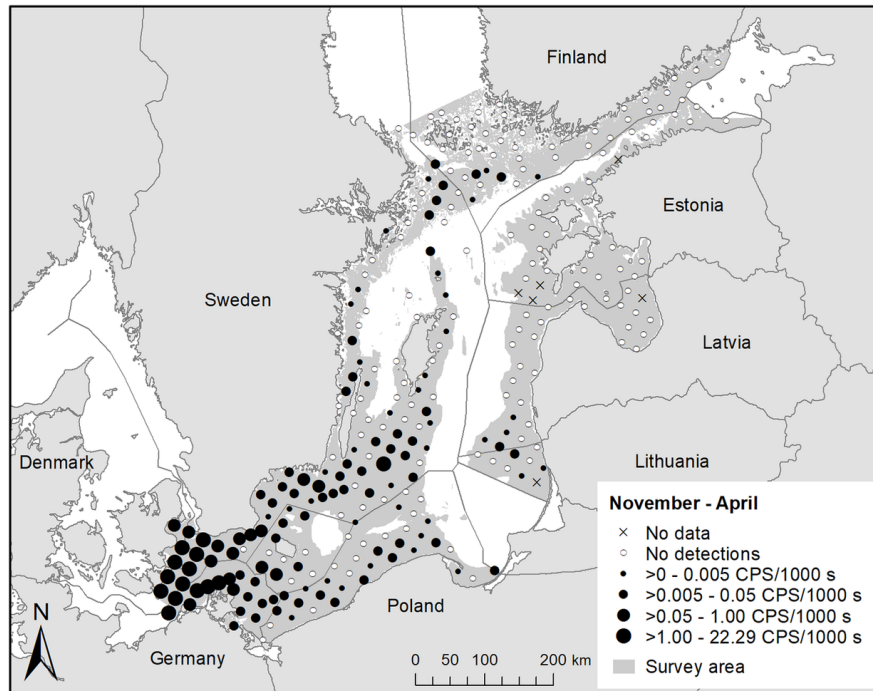 Finland
Estonia
Sweden
Latvia
Denmark
Lithuania
November - April
No data
No detections
>0 - 0.005 CPS/1000 s
>0.005 - 0.05 CPS/1000 s
>0.05 - 1.00 CPS/1000 s
>1.00 - 22.29 CPS/1000 s
Survey area
N
Poland
Germany
0 50 100 200 km